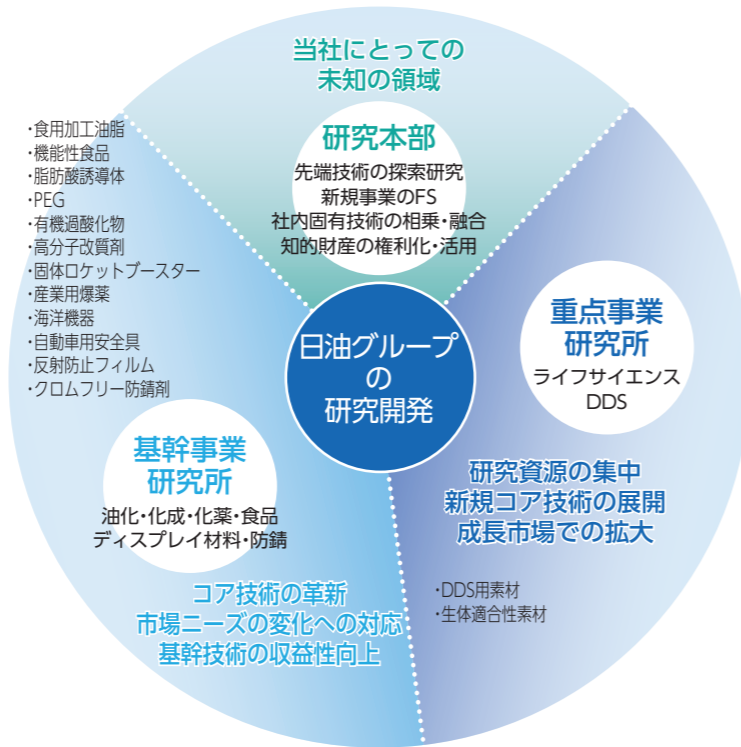 当社にとっての
未知の領域
研究本部
先端技術の探索研究
新規事業のFS
社内固有技術の相乗・融合
知的財産の権利化・活用
・食用加工油脂
・機能性食品
・脂肪酸誘導体
・PEG
・有機過酸化物
・高分子改質剤
・固体ロケットブースター
・産業用爆薬
・海洋機器
・自動車用安全具
・反射防止フィルム
・クロムフリー防錆剤
日油グループ
の
研究開発
重点事業
研究所
ライフサイエンス
DDS
研究資源の集中
新規コア技術の展開
成長市場での拡大
・DDS用素材
・生体適合性素材
基幹事業
研究所
油化・化成・化薬・食品
ディスプレイ材料・防錆
コア技術の革新
市場ニーズの変化への対応
基幹技術の収益性向上